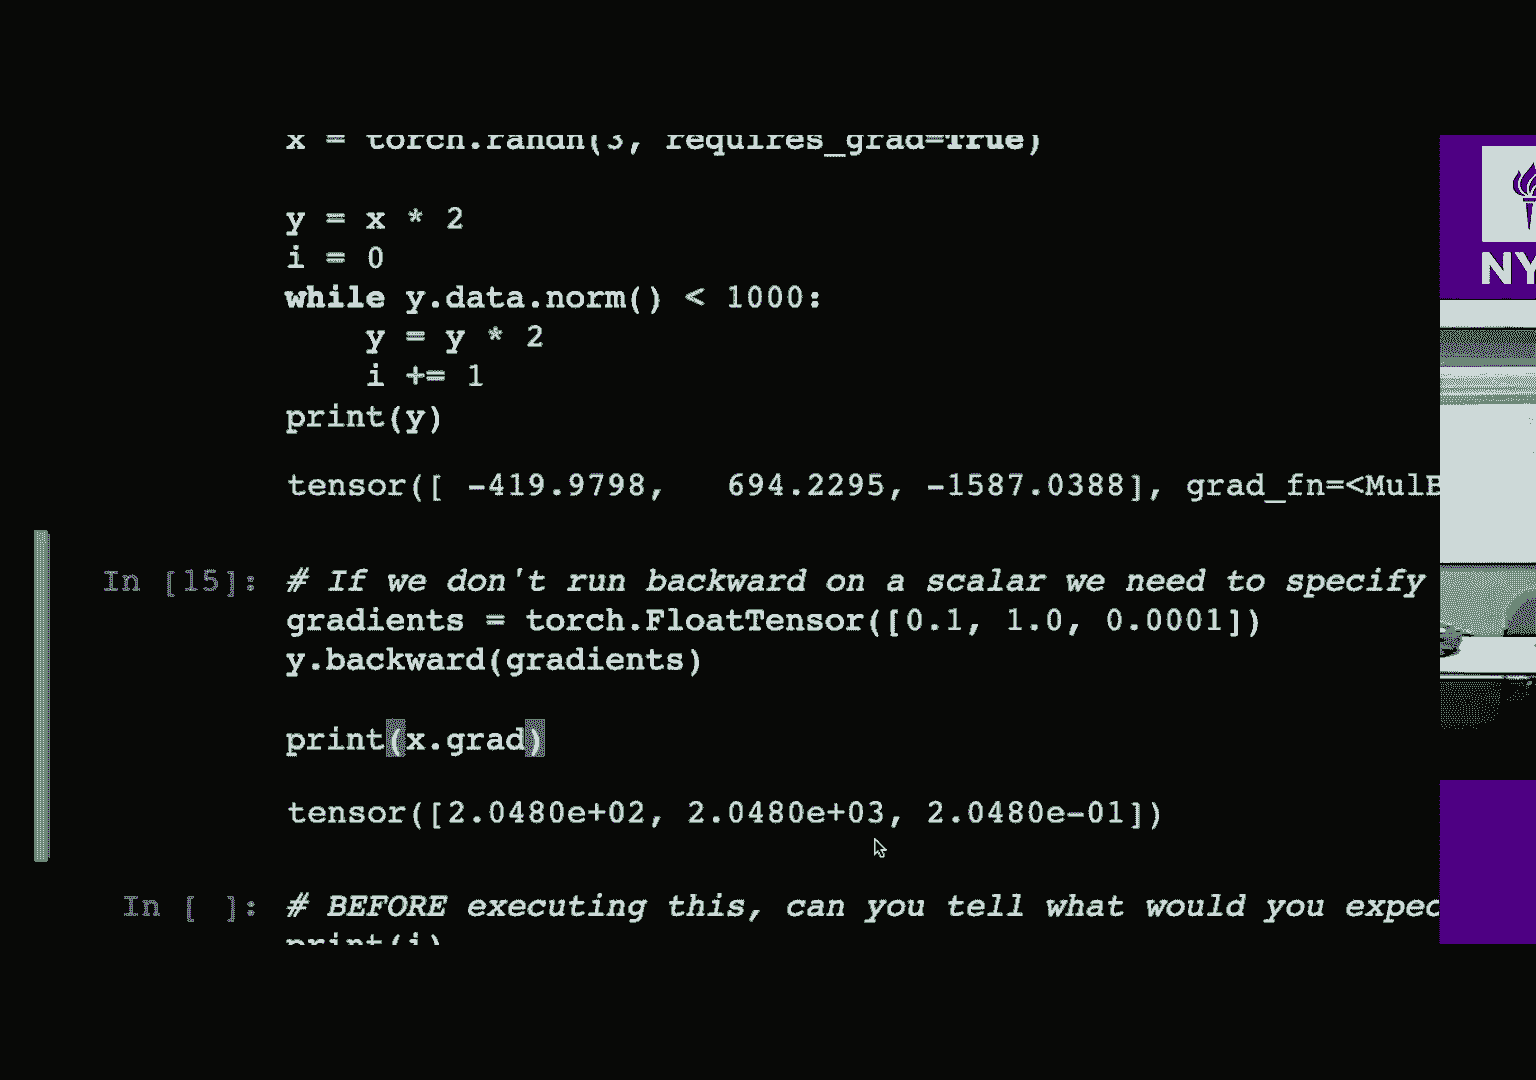 x = torch.randn(3, requires_grad=True)
y = x * 2
i = 0
while y.data.norm() < 1000:
    y = y * 2
    i += 1
print(y)
tensor([ -419.9798,   694.2295, -1587.0388], grad_fn=<MulB
In [15]: # If we don't run backward on a scalar we need to specify
gradients = torch.FloatTensor([0.1, 1.0, 0.0001])
y.backward(gradients)
print(x.grad)
tensor([2.0480e+02, 2.0480e+03, 2.0480e-01])
In [ ]: # BEFORE executing this, can you tell what would you expec
print(i)
NY